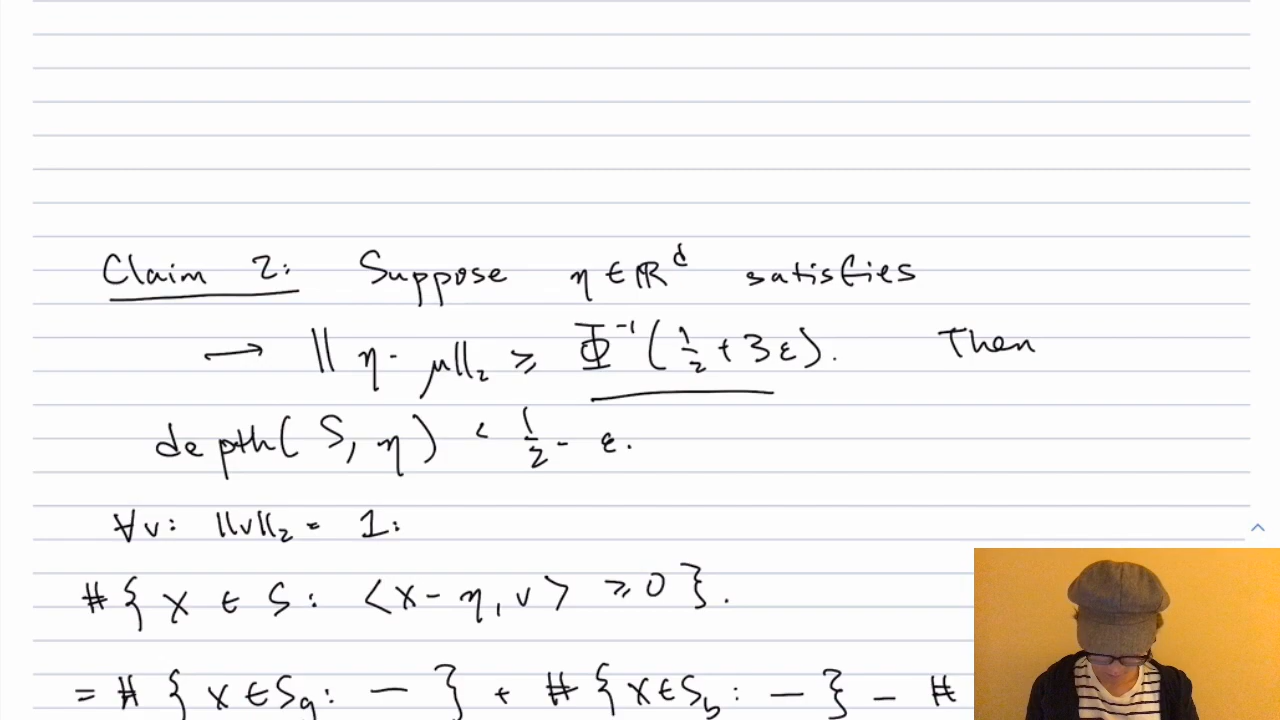 Claim 2: Suppose η ∈ ℝ^d satisfies
→ ‖η - μ‖₂ ≥ Φ⁻¹(1/2 + 3ε). Then
depth(S, η) < 1/2 - ε.
∀v: ‖v‖₂ = 1:
#{x ∈ S: ⟨x - η, v⟩ ≥ 0}.
= #{x ∈ S_g: —} + #{x ∈ S_b: —} - #